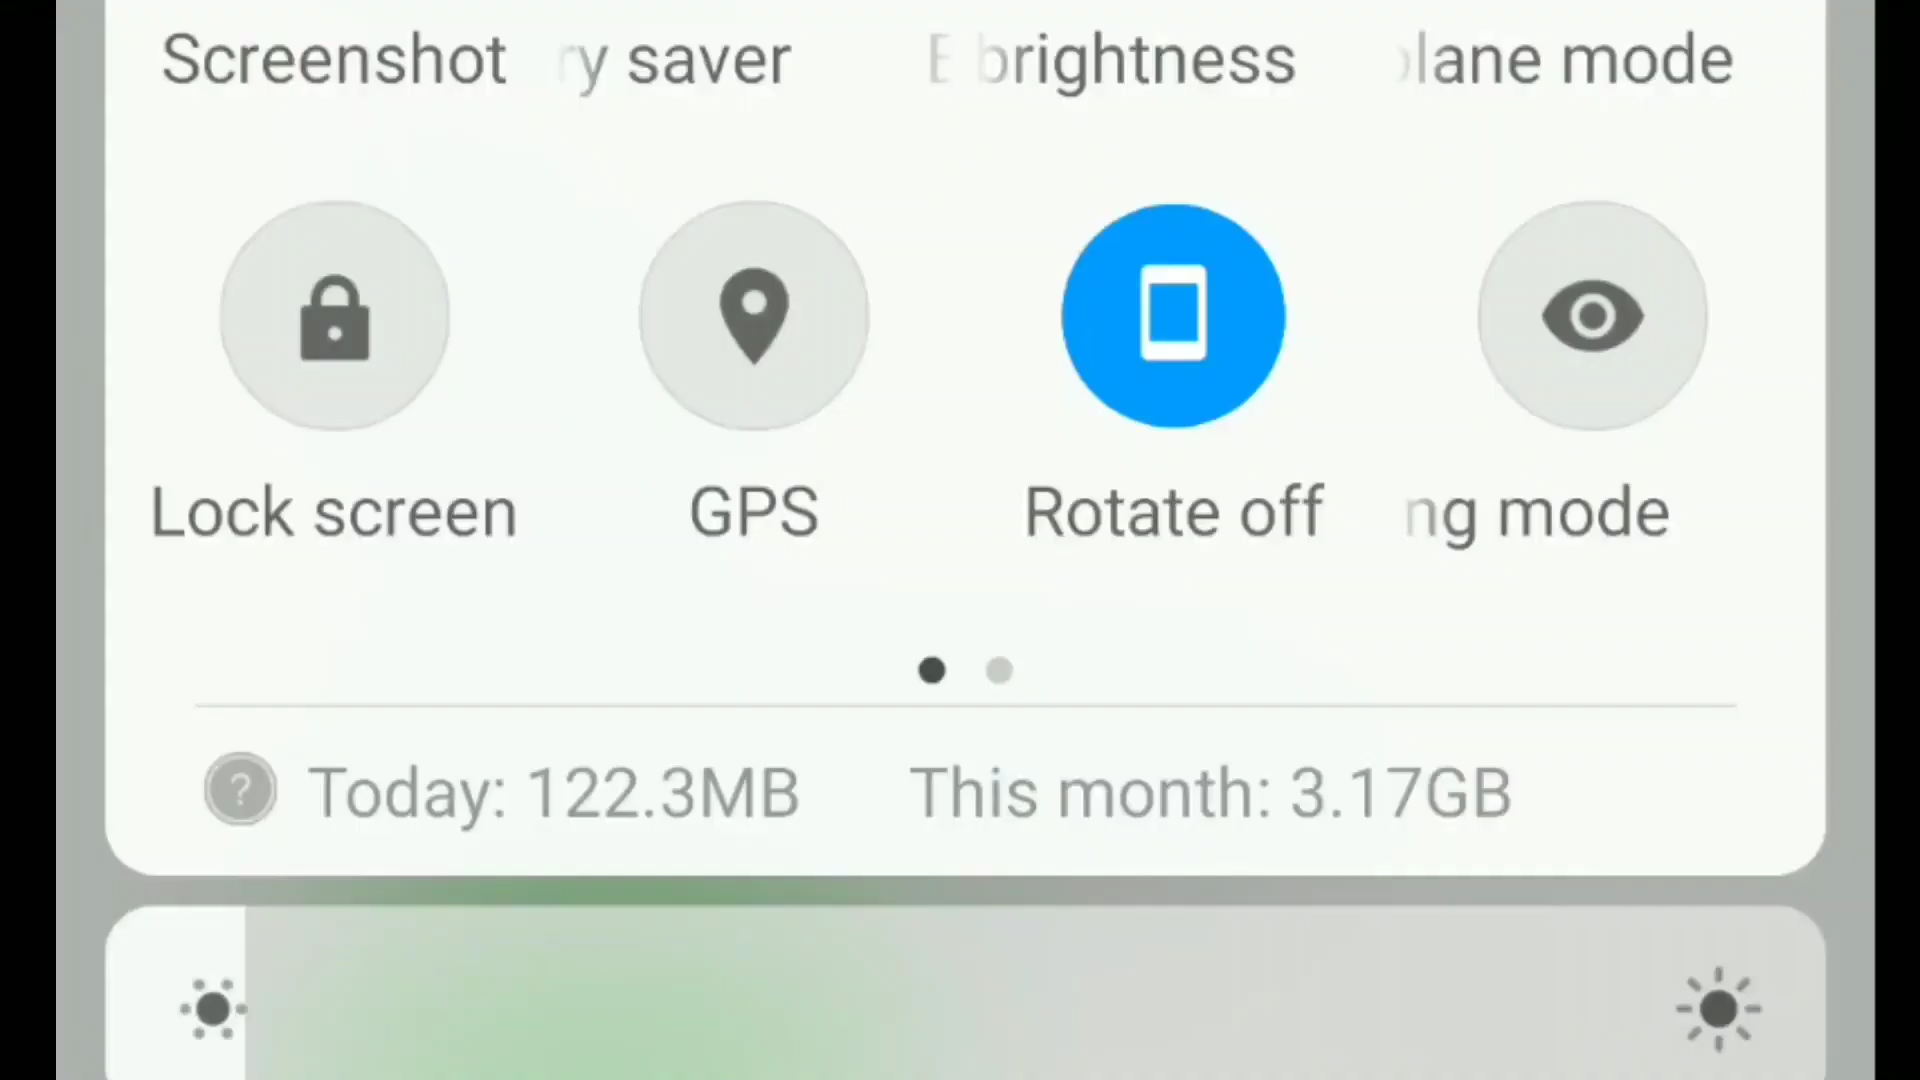 Screenshot ry saver brightness lane mode
Lock screen GPS Rotate off ng mode
? Today: 122.3MB This month: 3.17GB